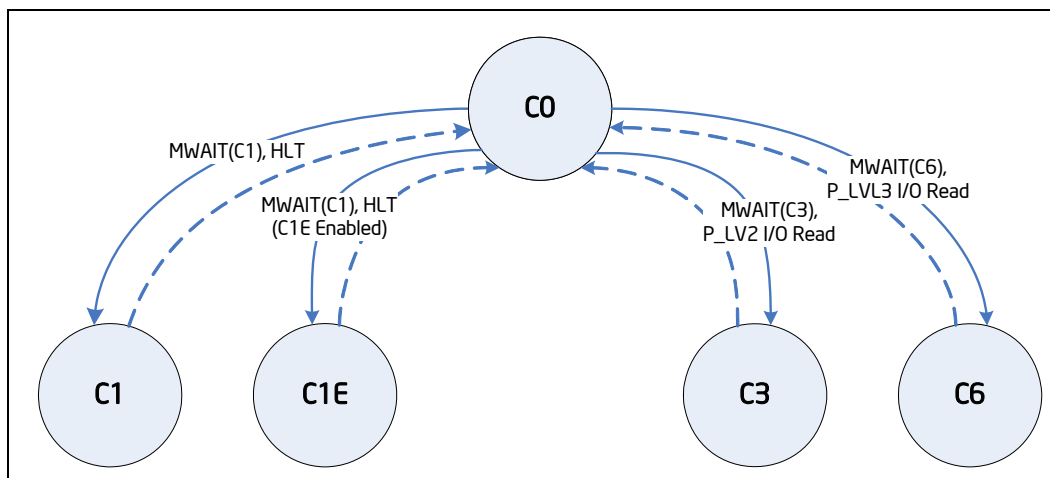 C0
MWAIT(C1), HLT
MWAIT(C1), HLT
(C1E Enabled)
MWAIT(C3),
P_LV2 I/O Read
MWAIT(C6),
P_LVL3 I/O Read
C1
C1E
C3
C6